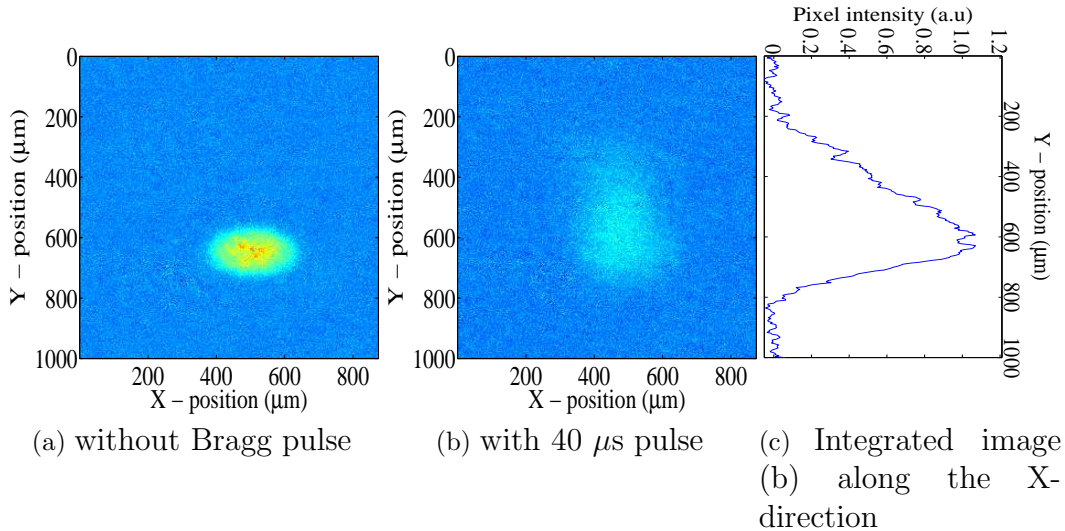 0
200
400
600
800
1000
Y – position (µm)
200 400 600 800
X – position (µm)
(a) without Bragg pulse
0
200
400
600
800
1000
Y – position (µm)
200 400 600 800
X – position (µm)
(b) with 40 µs pulse
Pixel intensity (a.u)
0 0.2 0.4 0.6 0.8 1.0 1.2
200
400
600
800
1000
Y – position (µm)
(c) Integrated image
(b) along the X-
direction